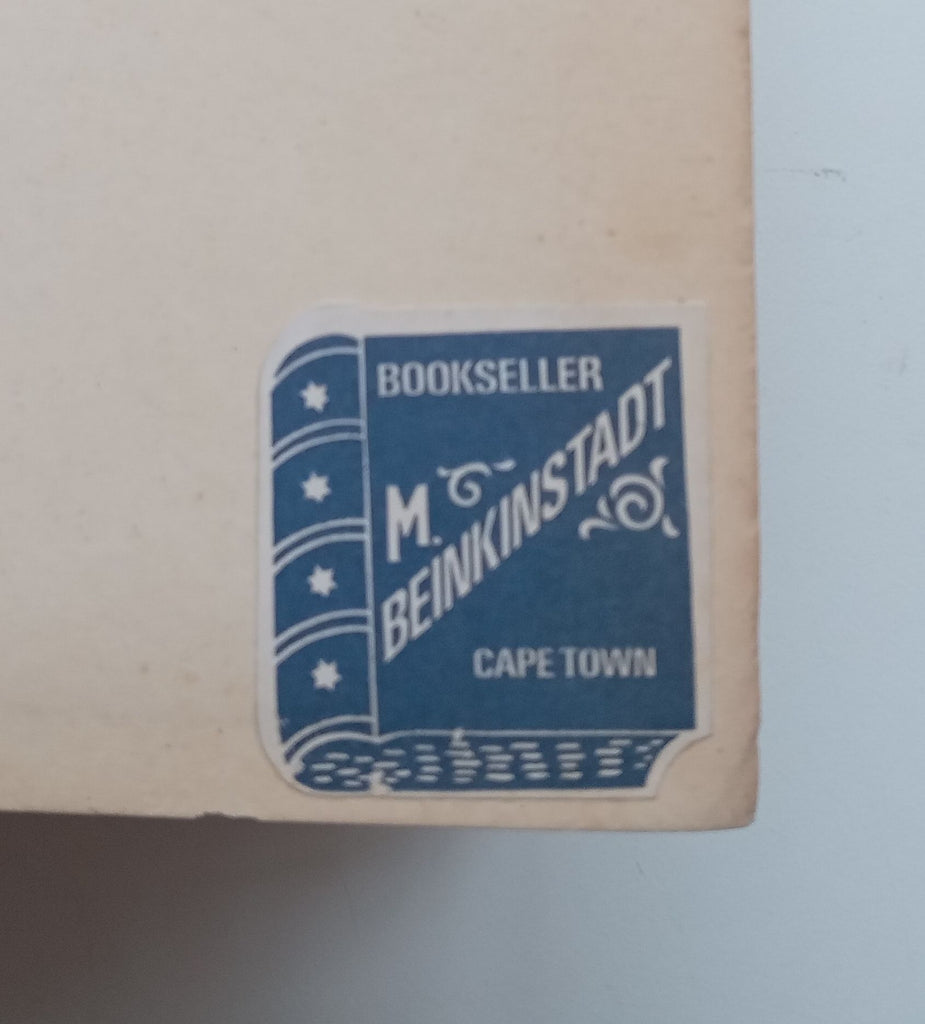 BOOKSELLER
M.
BEINKINSTADT
CAPE TOWN